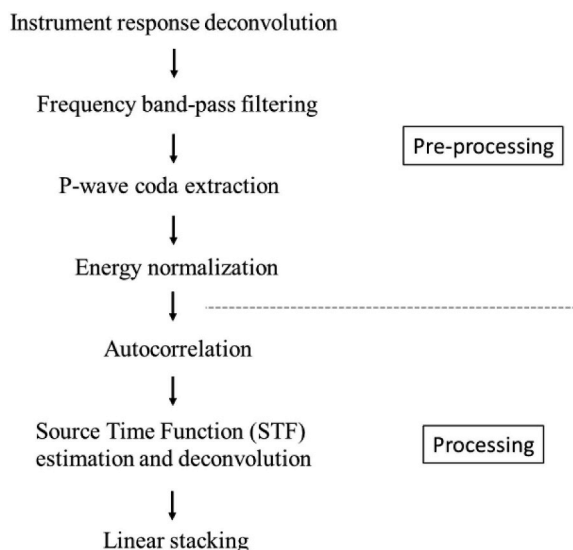 Instrument response deconvolution
Frequency band-pass filtering
Pre-processing
P-wave coda extraction
Energy normalization
Autocorrelation
Source Time Function (STF)
estimation and deconvolution
Processing
Linear stacking